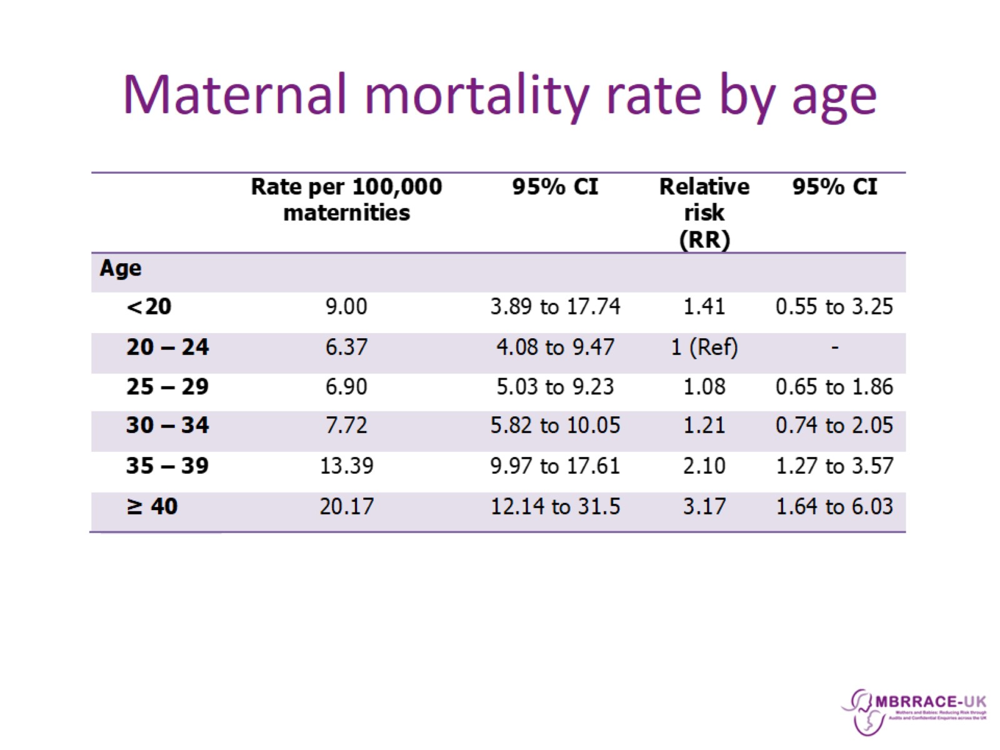 Maternal mortality rate by age
Rate per 100,000 maternities 95% CI Relative risk (RR) 95% CI
Age
<20 9.00 3.89 to 17.74 1.41 0.55 to 3.25
20 – 24 6.37 4.08 to 9.47 1 (Ref) -
25 – 29 6.90 5.03 to 9.23 1.08 0.65 to 1.86
30 – 34 7.72 5.82 to 10.05 1.21 0.74 to 2.05
35 – 39 13.39 9.97 to 17.61 2.10 1.27 to 3.57
≥ 40 20.17 12.14 to 31.5 3.17 1.64 to 6.03
MBRRACE-UK
Mothers and Babies: Reducing Risk through
Audits and Confidential Enquiries across the UK